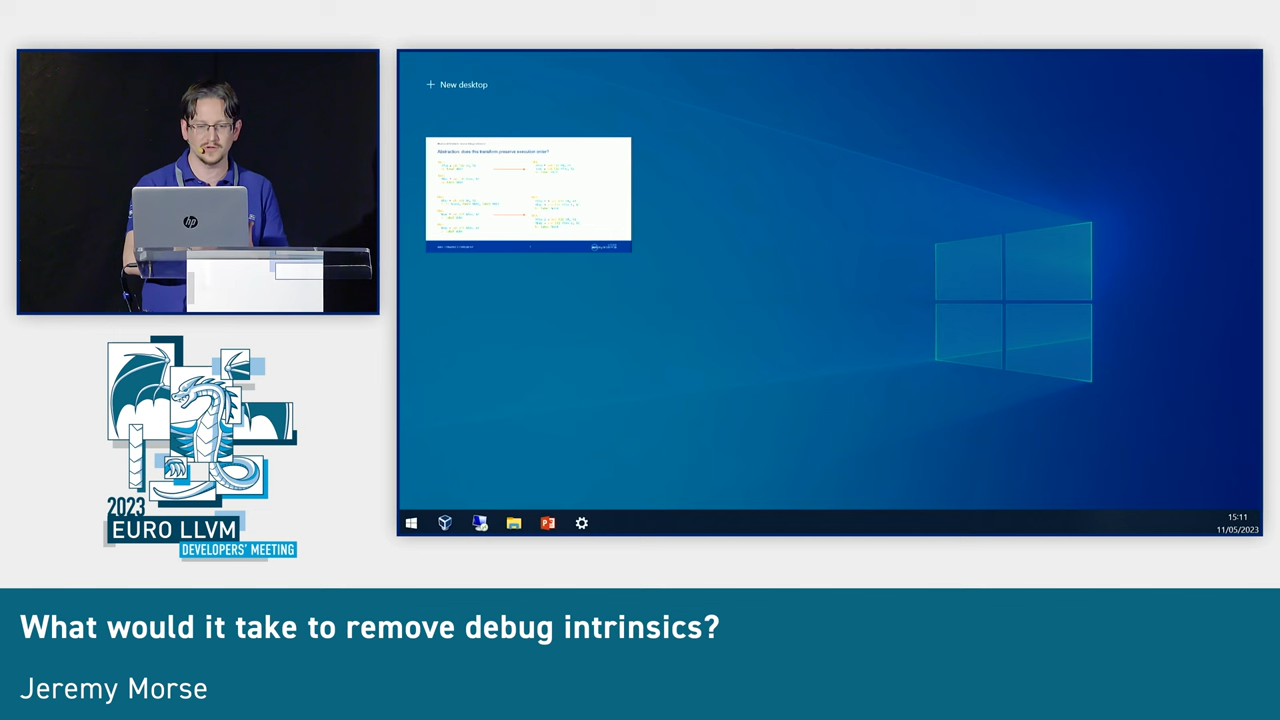 New desktop
Abstraction: does this transform preserve execution order?
hp
15:11
11/05/2023
2023
EURO LLVM
DEVELOPERS' MEETING
What would it take to remove debug intrinsics?
Jeremy Morse